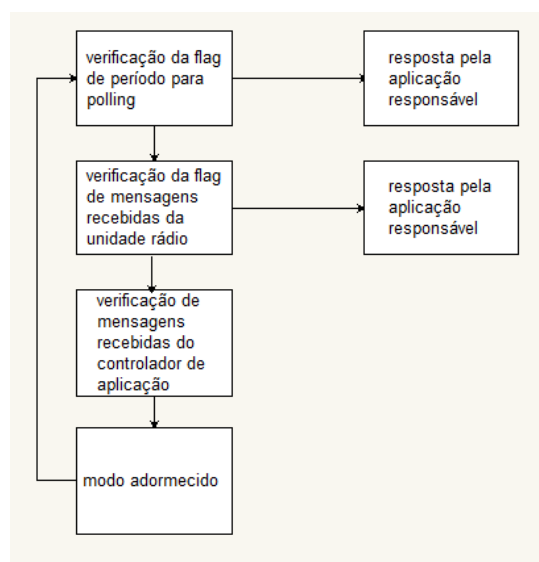 verificação da flag
de período para
polling
resposta pela
aplicação
responsável
verificação da flag
de mensagens
recebidas da
unidade rádio
resposta pela
aplicação
responsável
verificação de
mensagens
recebidas do
controlador de
aplicação
modo adormecido